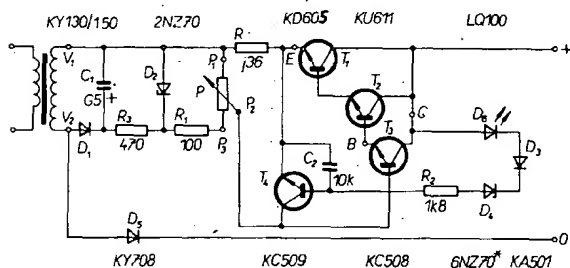 KY130/150 2NZ70 KD605 KU611 LQ100
V1 P1 R E +
j36 T1
C1 D2 P P2 T2
G5 + C
T3 D6
V2 R3 R1 B D3
D1 470 100 P3 C2
T4 10k R2
1k8 D4
D5 0
KY708 KC509 KC508 6NZ70* KA501